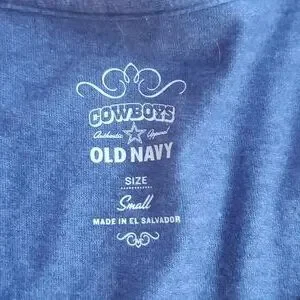 COWBOYS
Authentic Apparel
OLD NAVY
SIZE
Small
MADE IN EL SALVADOR